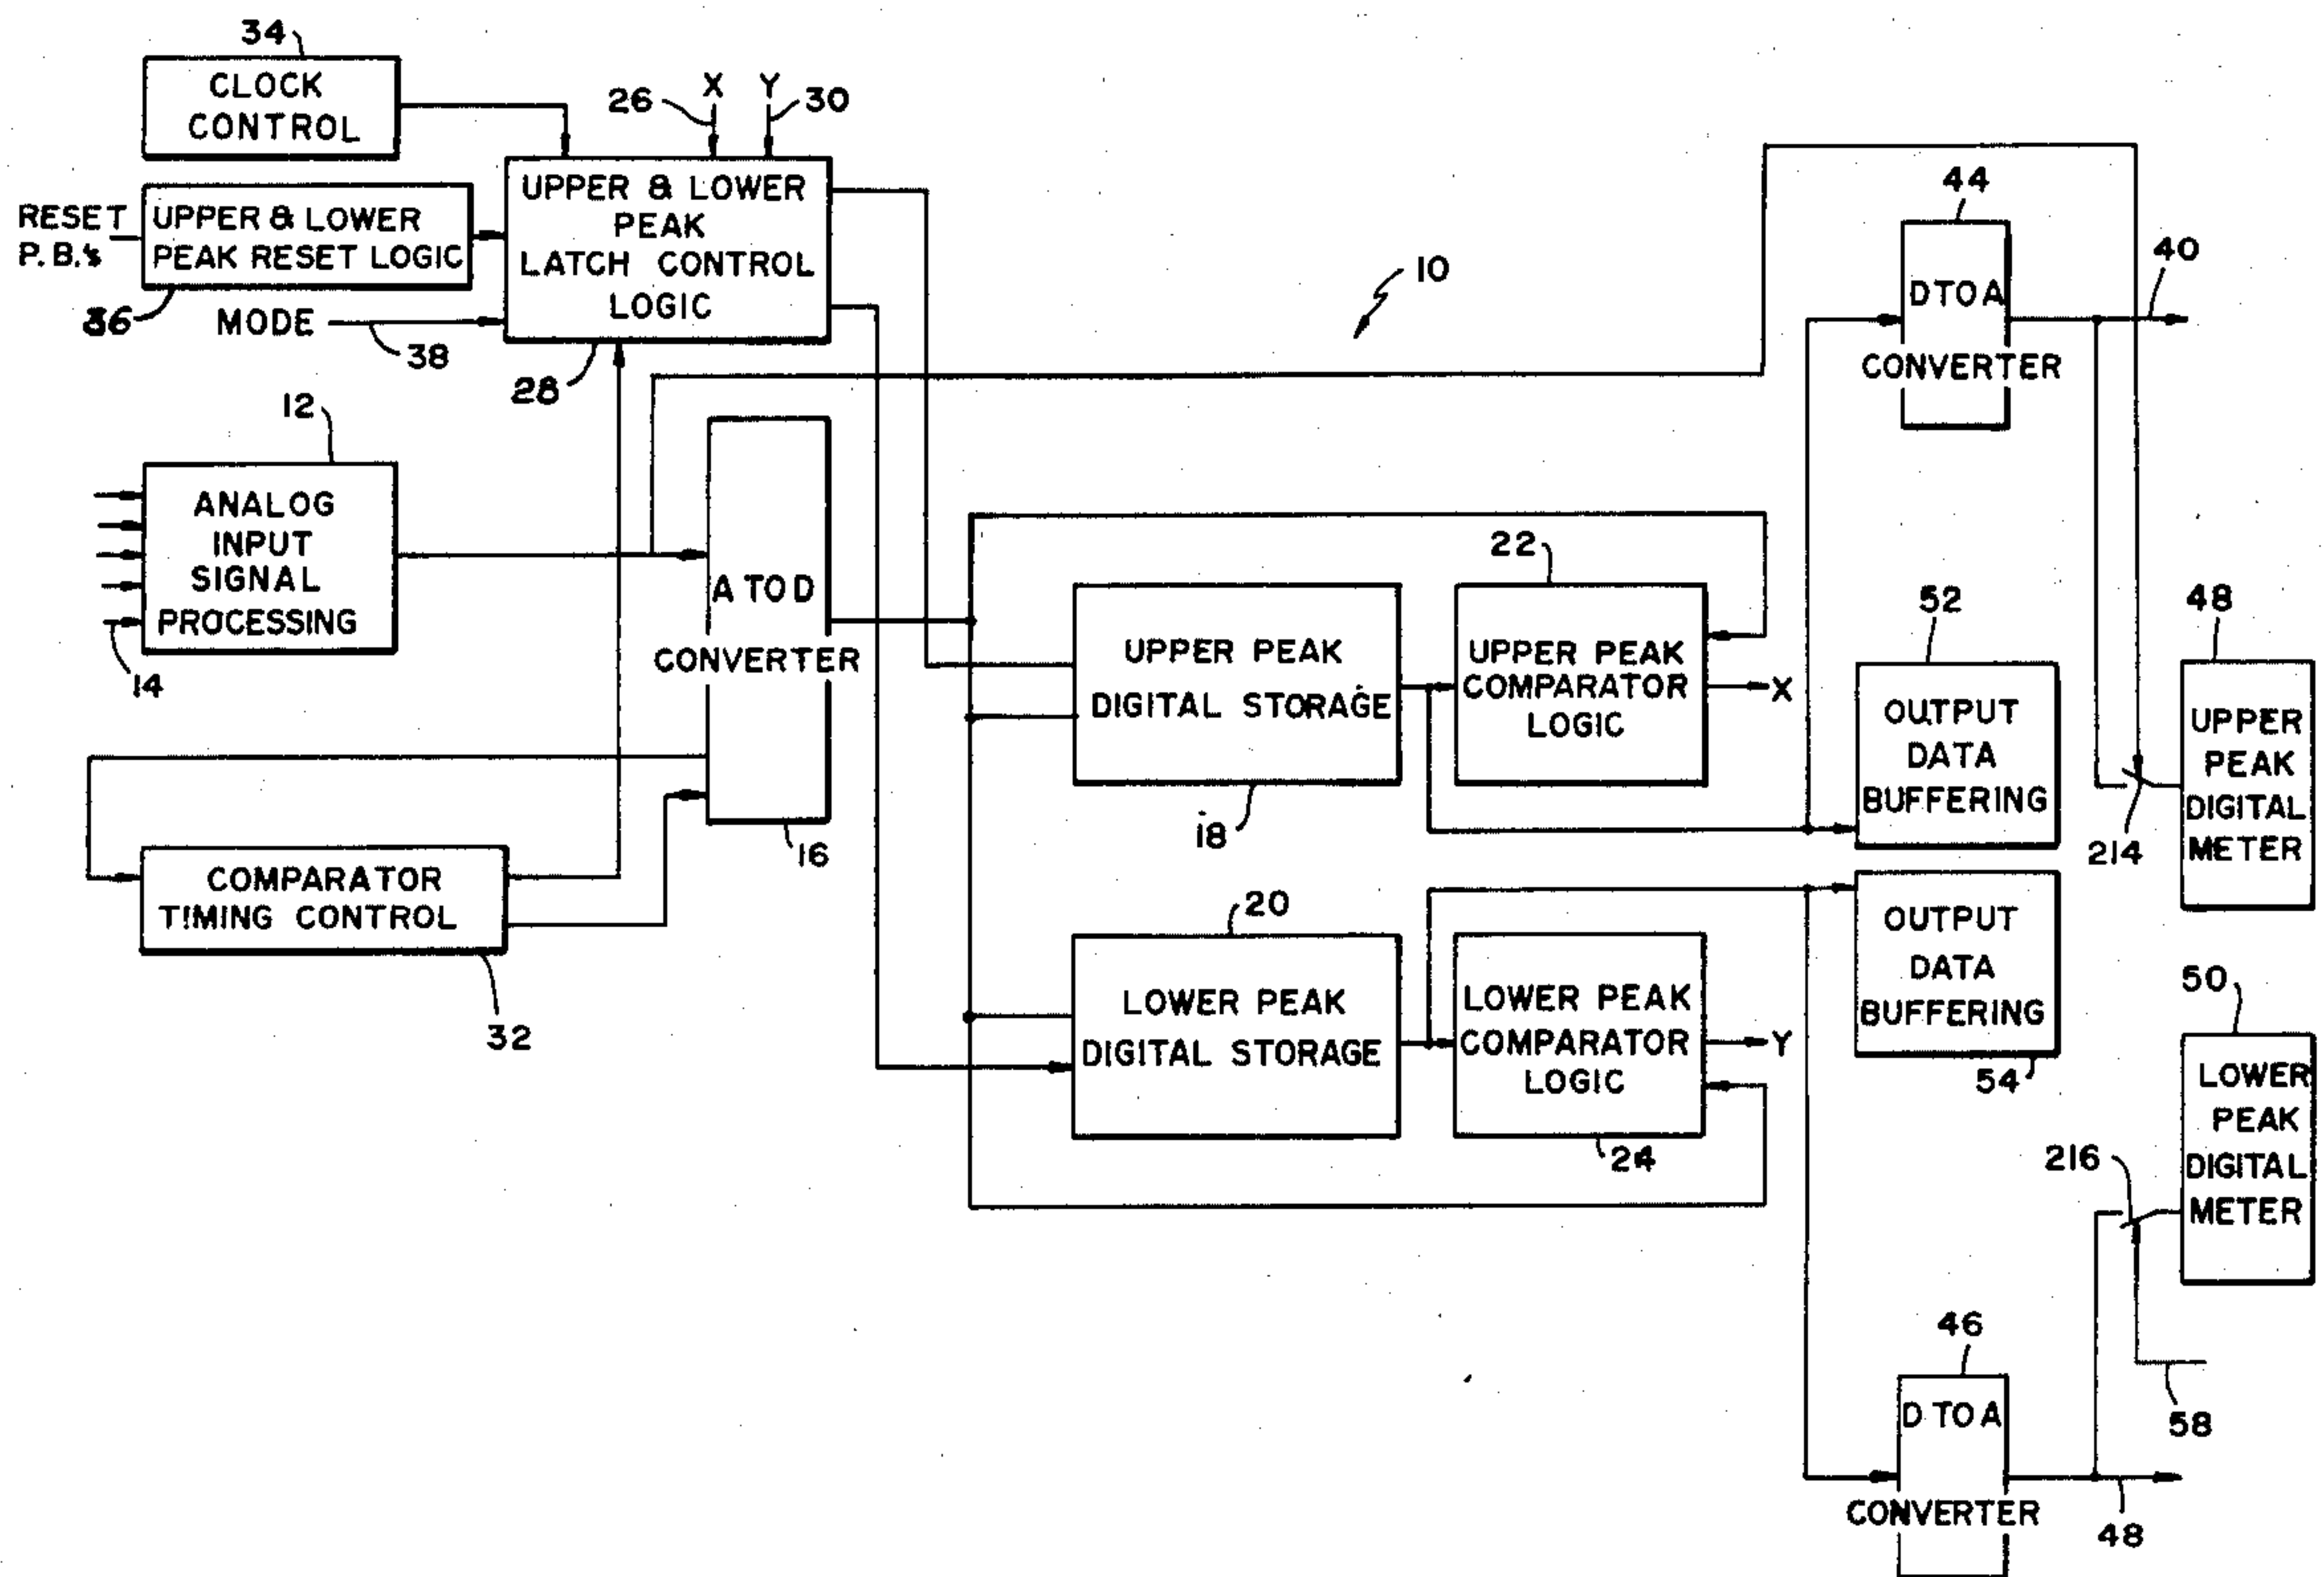 34
CLOCK
CONTROL
X
Y
26
30
RESET
P.B.'s
UPPER & LOWER
PEAK RESET LOGIC
36
MODE
38
UPPER & LOWER
PEAK
LATCH CONTROL
LOGIC
28
10
12
ANALOG
INPUT
SIGNAL
PROCESSING
14
A TO D
CONVERTER
16
COMPARATOR
TIMING CONTROL
32
UPPER PEAK
DIGITAL STORAGE
18
22
UPPER PEAK
COMPARATOR
LOGIC
X
20
LOWER PEAK
DIGITAL STORAGE
LOWER PEAK
COMPARATOR
LOGIC
24
Y
44
D TO A
CONVERTER
40
52
OUTPUT
DATA
BUFFERING
OUTPUT
DATA
BUFFERING
54
48
UPPER
PEAK
DIGITAL
METER
214
50
LOWER
PEAK
DIGITAL
METER
216
58
46
D TO A
CONVERTER
48